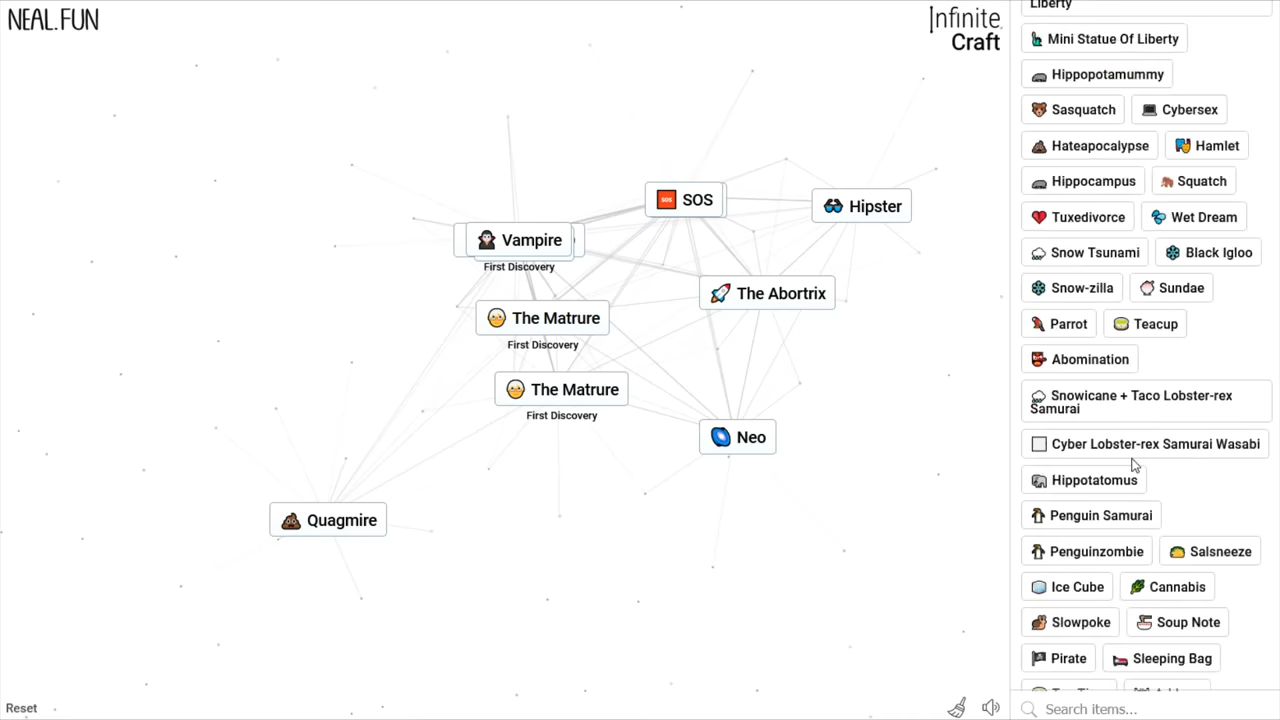 NEAL.FUN
Infinite
Craft
SOS
SOS
Hipster
Vampire
First Discovery
The Abortrix
The Matrure
First Discovery
The Matrure
First Discovery
Neo
Quagmire
Reset
Liberty
Mini Statue Of Liberty
Hippopotamummy
Sasquatch
Cybersex
Hateapocalypse
Hamlet
Hippocampus
Squatch
Tuxedivorce
Wet Dream
Snow Tsunami
Black Igloo
Snow-zilla
Sundae
Parrot
Teacup
Abomination
Snowicane + Taco Lobster-rex
Samurai
Cyber Lobster-rex Samurai Wasabi
Hippotatomus
Penguin Samurai
Penguinzombie
Salsneeze
Ice Cube
Cannabis
Slowpoke
Soup Note
Pirate
Sleeping Bag
Search items...